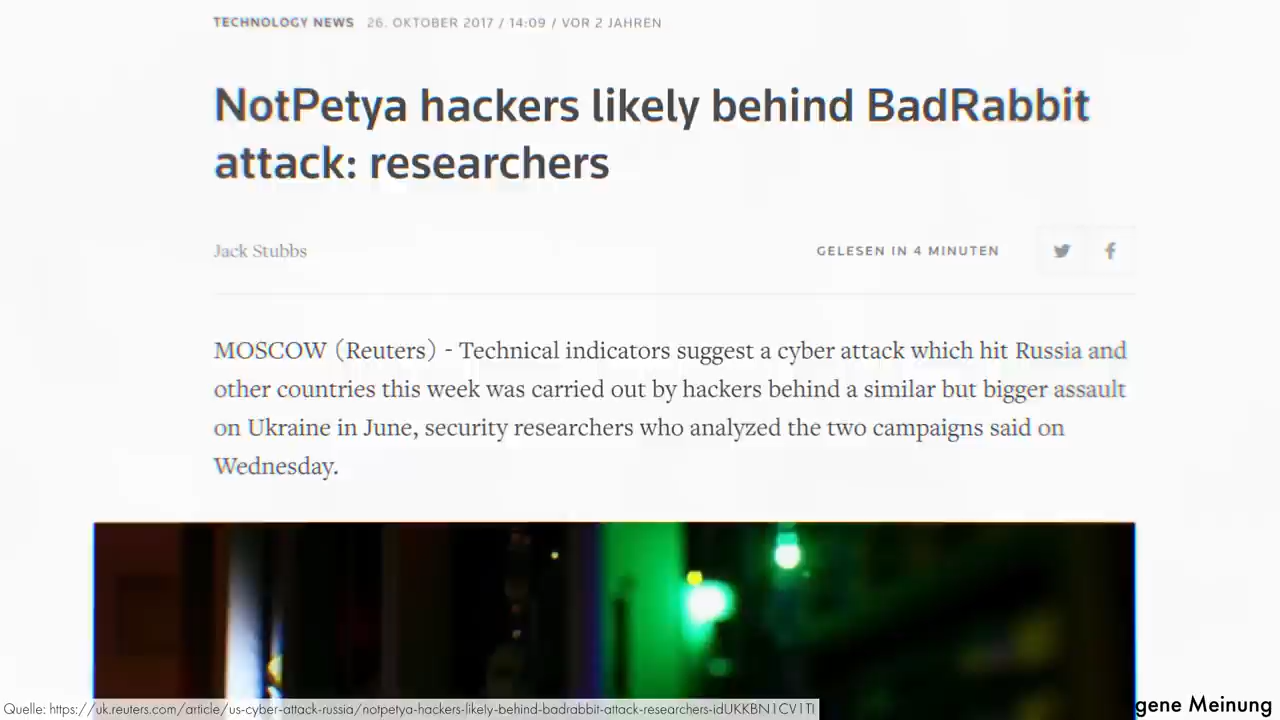 TECHNOLOGY NEWS 26. OKTOBER 2017 / 14:09 / VOR 2 JAHREN
NotPetya hackers likely behind BadRabbit
attack: researchers
Jack Stubbs
GELESEN IN 4 MINUTEN
MOSCOW (Reuters) - Technical indicators suggest a cyber attack which hit Russia and
other countries this week was carried out by hackers behind a similar but bigger assault
on Ukraine in June, security researchers who analyzed the two campaigns said on
Wednesday.
Quelle: https://uk.reuters.com/article/us-cyber-attack-russia/notpetya-hackers-likely-behind-badrabbit-attack-researchers-idUKKBN1CV1TI
gene Meinung